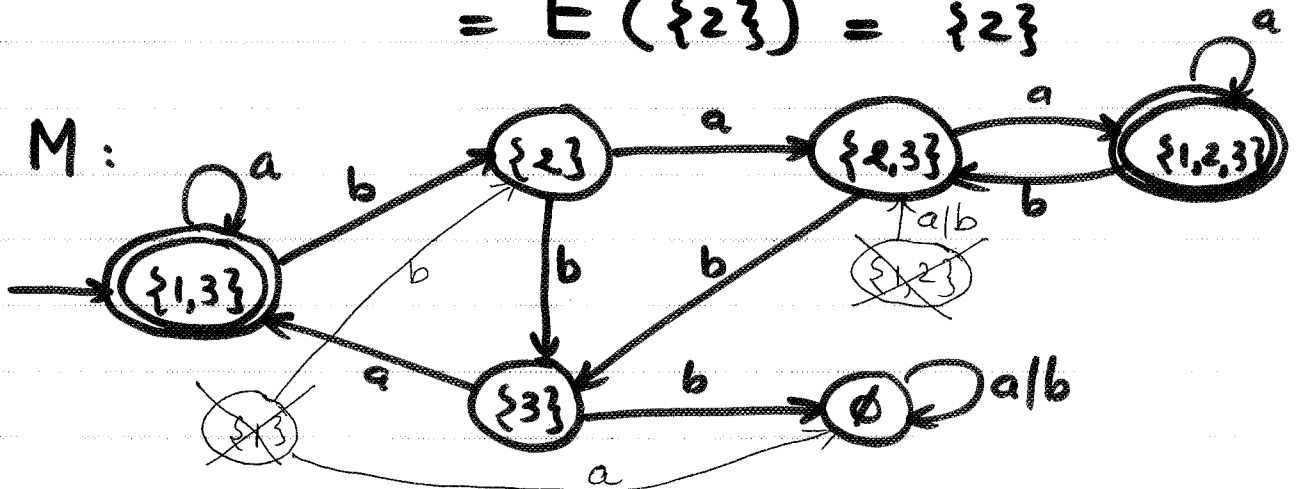 = E ({2}) = {2}
a
M:
a
b
{2}
a
{2,3}
a
{1,2,3}
b
{1,3}
b
b
b
a|b
{1,2}
a
{3}
b
∅
a|b
{1}
a